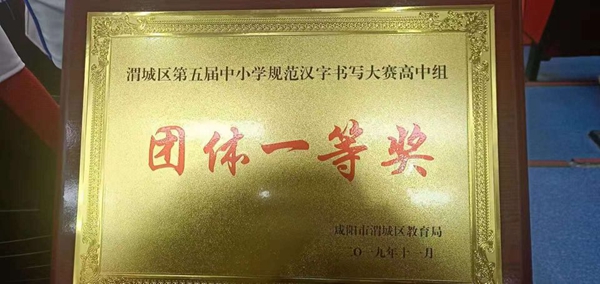 渭城区第五届中小学规范汉字书写大赛高中组
团体一等奖
咸阳市渭城区教育局
二〇一九年十一月